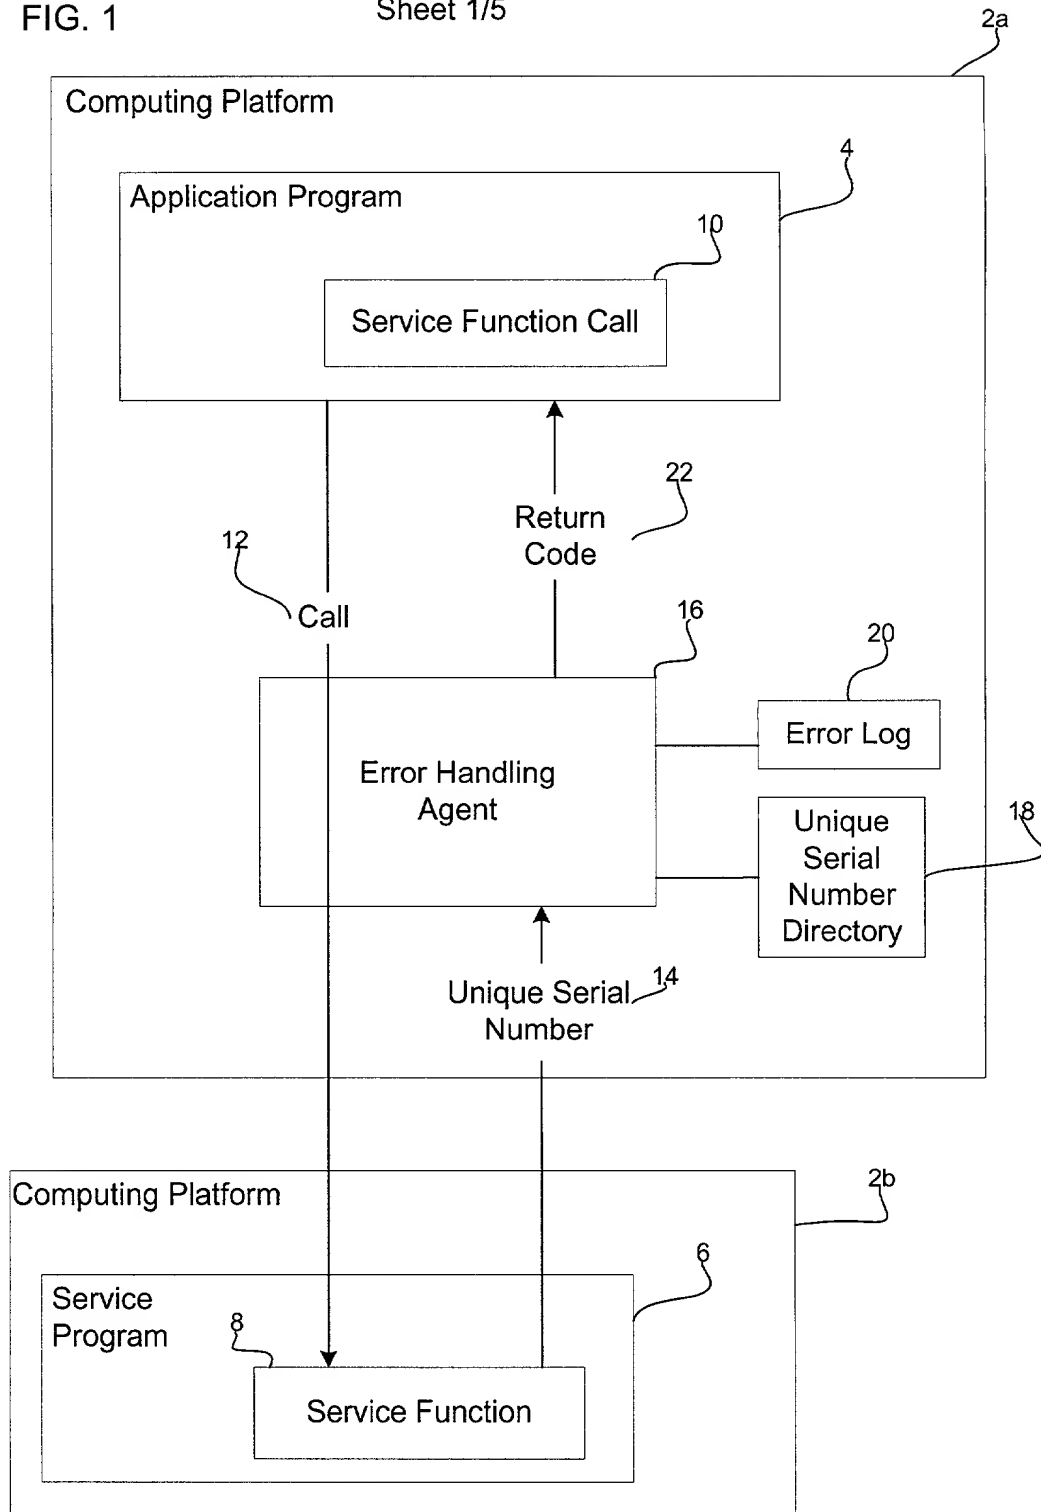 FIG. 1
Sheet 1/5
2a
Computing Platform
4
Application Program
10
Service Function Call
22
Return
Code
12
Call
16
20
Error Log
Error Handling
Agent
18
Unique
Serial
Number
Directory
Unique Serial
14
Number
2b
Computing Platform
6
Service
Program
8
Service Function